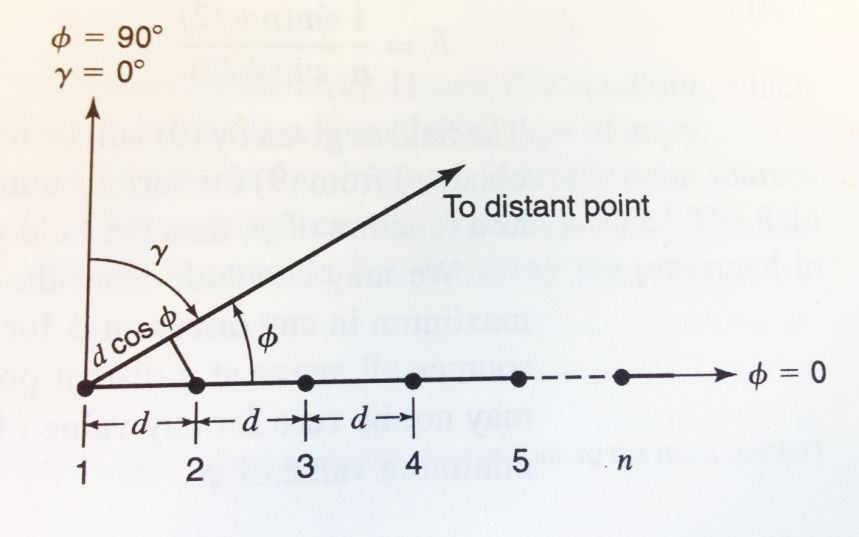 ϕ = 90°
γ = 0°
To distant point
γ
d cos ϕ
ϕ
ϕ = 0
d d d
1 2 3 4 5 n